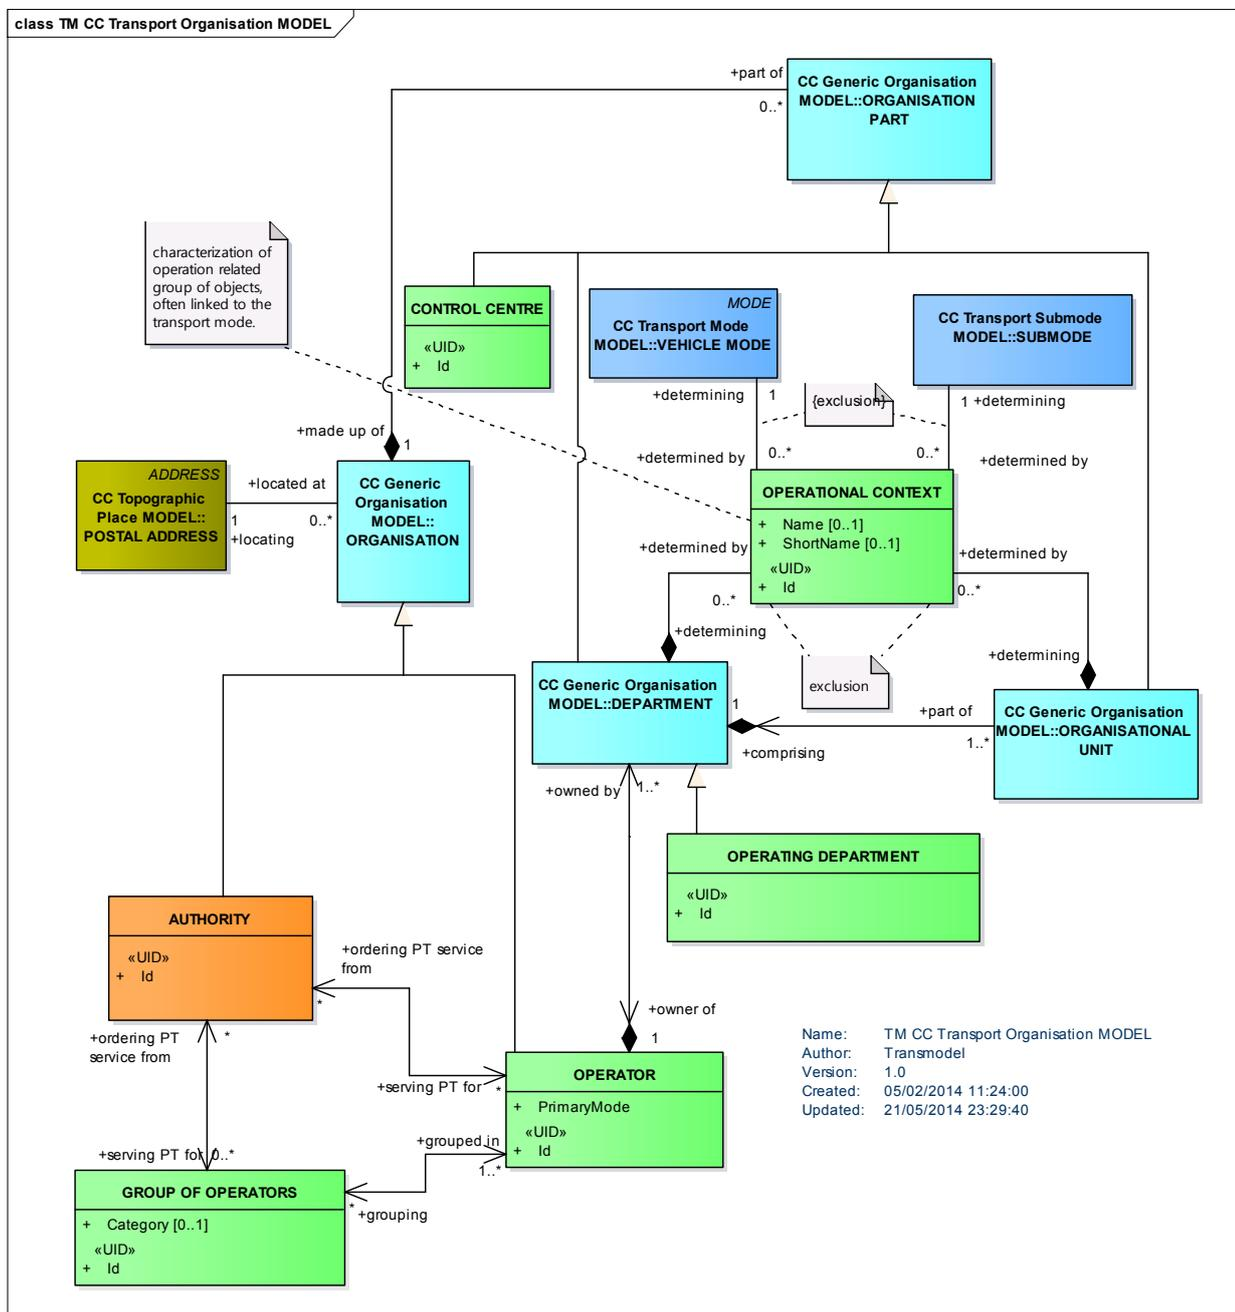 class TM CC Transport Organisation MODEL
+part of
0..*
CC Generic Organisation
MODEL::ORGANISATION
PART
characterization of
operation related
group of objects,
often linked to the
transport mode.
CONTROL CENTRE
«UID»
+ Id
MODE
CC Transport Mode
MODEL::VEHICLE MODE
CC Transport Submode
MODEL::SUBMODE
+determining
1
{exclusion}
1
+determining
+determined by
0..*
0..*
+determined by
+made up of
1
ADDRESS
CC Topographic
Place MODEL::
POSTAL ADDRESS
+located at
1
0..*
+locating
CC Generic
Organisation
MODEL::
ORGANISATION
OPERATIONAL CONTEXT
+ Name [0..1]
+ ShortName [0..1]
«UID»
+ Id
+determined by
0..*
+determining
+determined by
0..*
+determining
exclusion
CC Generic Organisation
MODEL::DEPARTMENT
1
+comprising
+part of
1..*
CC Generic Organisation
MODEL::ORGANISATIONAL
UNIT
+owned by
1..*
OPERATING DEPARTMENT
«UID»
+ Id
AUTHORITY
«UID»
+ Id
+ordering PT service
from
*
+ordering PT
service from
*
+owner of
1
+serving PT for
*
OPERATOR
+ PrimaryMode
«UID»
+ Id
+grouped in
1..*
+serving PT for
0..*
GROUP OF OPERATORS
+ Category [0..1]
«UID»
+ Id
*
+grouping
Name: TM CC Transport Organisation MODEL
Author: Transmodel
Version: 1.0
Created: 05/02/2014 11:24:00
Updated: 21/05/2014 23:29:40